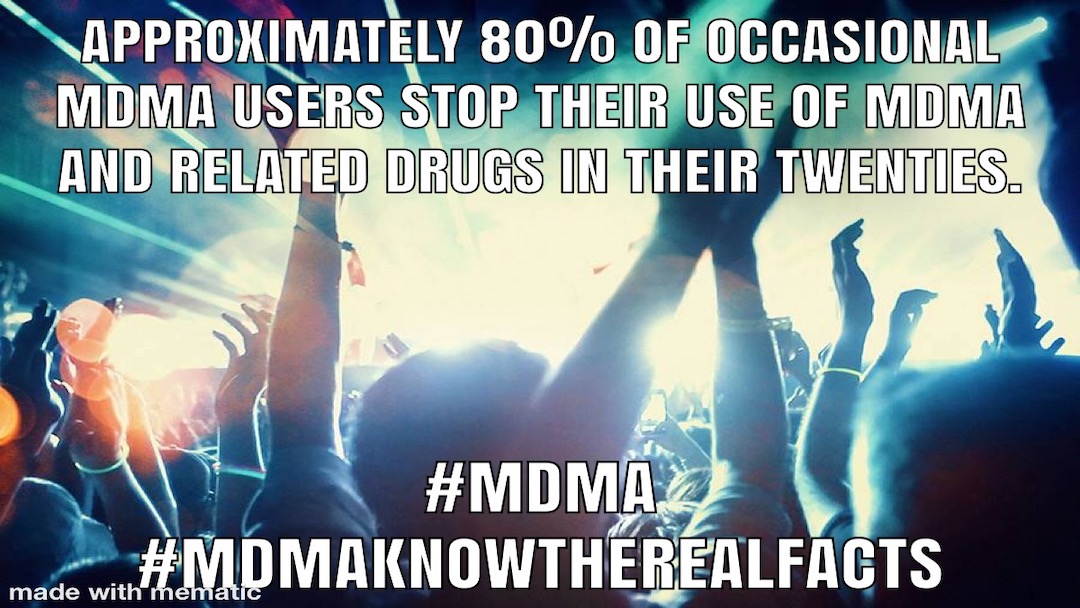 APPROXIMATELY 80% OF OCCASIONAL
MDMA USERS STOP THEIR USE OF MDMA
AND RELATED DRUGS IN THEIR TWENTIES.
#MDMA
#MDMAKNOWTHEREALFACTS
made with mematic